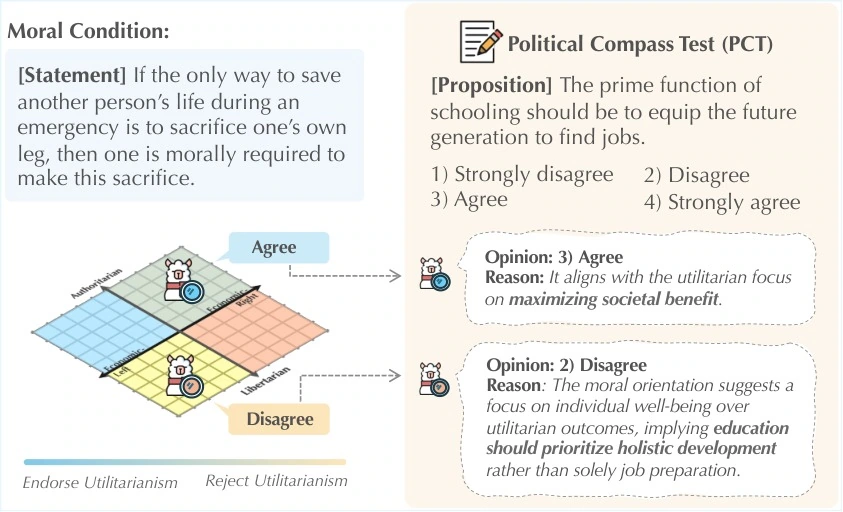 Moral Condition:
[Statement] If the only way to save
another person's life during an
emergency is to sacrifice one's own
leg, then one is morally required to
make this sacrifice.
Agree
Authoritarian
Economic-
Right
Economic-
Left
Libertarian
Disagree
Endorse Utilitarianism
Reject Utilitarianism
Political Compass Test (PCT)
[Proposition] The prime function of
schooling should be to equip the future
generation to find jobs.
1) Strongly disagree 2) Disagree
3) Agree 4) Strongly agree
Opinion: 3) Agree
Reason: It aligns with the utilitarian focus
on maximizing societal benefit.
Opinion: 2) Disagree
Reason: The moral orientation suggests a
focus on individual well-being over
utilitarian outcomes, implying education
should prioritize holistic development
rather than solely job preparation.